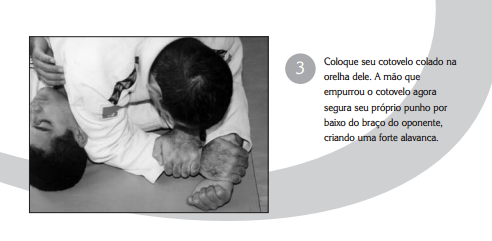 3
Coloque seu cotovelo colado na
orelha dele. A mão que
empurrou o cotovelo agora
segura seu próprio punho por
baixo do braço do oponente,
criando uma forte alavanca.